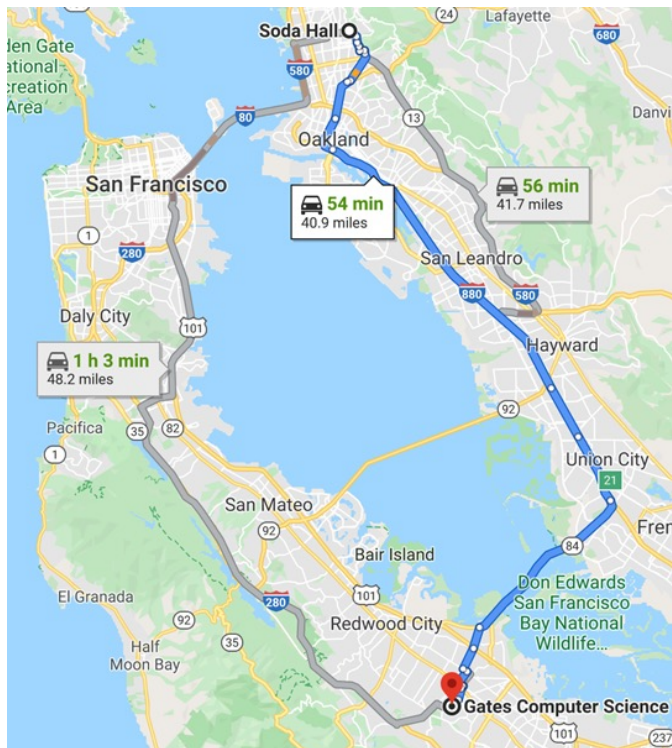 Soda Hall
24
Lafayette
680
den Gate
ational
creation
Area
580
80
13
Danvi
Oakland
San Francisco
54 min
40.9 miles
56 min
41.7 miles
1
280
San Leandro
880
580
Daly City
101
Hayward
1 h 3 min
48.2 miles
92
Pacifica
35
82
1
Union City
21
San Mateo
Fren
92
84
Bair Island
Don Edwards
San Francisco
Bay National
Wildlife...
El Granada
280
101
92
Redwood City
35
Half
Moon Bay
Gates Computer Science
101
237